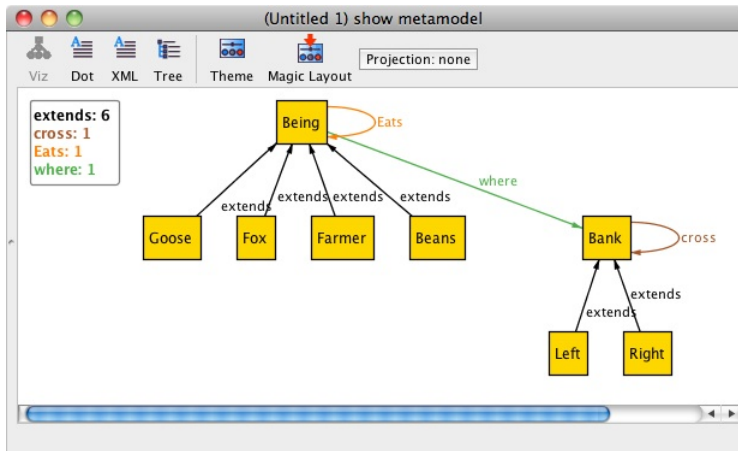 (Untitled 1) show metamodel
Viz Dot XML Tree Theme Magic Layout Projection: none
extends: 6
cross: 1
Eats: 1
where: 1
Being
Eats
where
extends
extends
extends
extends
Goose
Fox
Farmer
Beans
Bank
cross
extends
extends
Left
Right